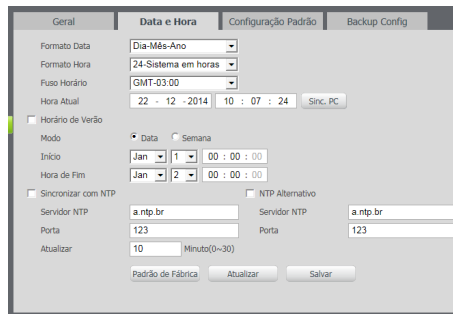 Geral Data e Hora Configuração Padrão Backup Config
Formato Data Dia-Mês-Ano
Formato Hora 24-Sistema em horas
Fuso Horário GMT-03:00
Hora Atual 22 - 12 - 2014 10 : 07 : 24 Sinc. PC
Horário de Verão
Modo Data Semana
Início Jan 1 00 : 00 : 00
Hora de Fim Jan 2 00 : 00 : 00
Sincronizar com NTP NTP Alternativo
Servidor NTP a.ntp.br Servidor NTP a.ntp.br
Porta 123 Porta 123
Atualizar 10 Minuto(0~30)
Padrão de Fábrica Atualizar Salvar